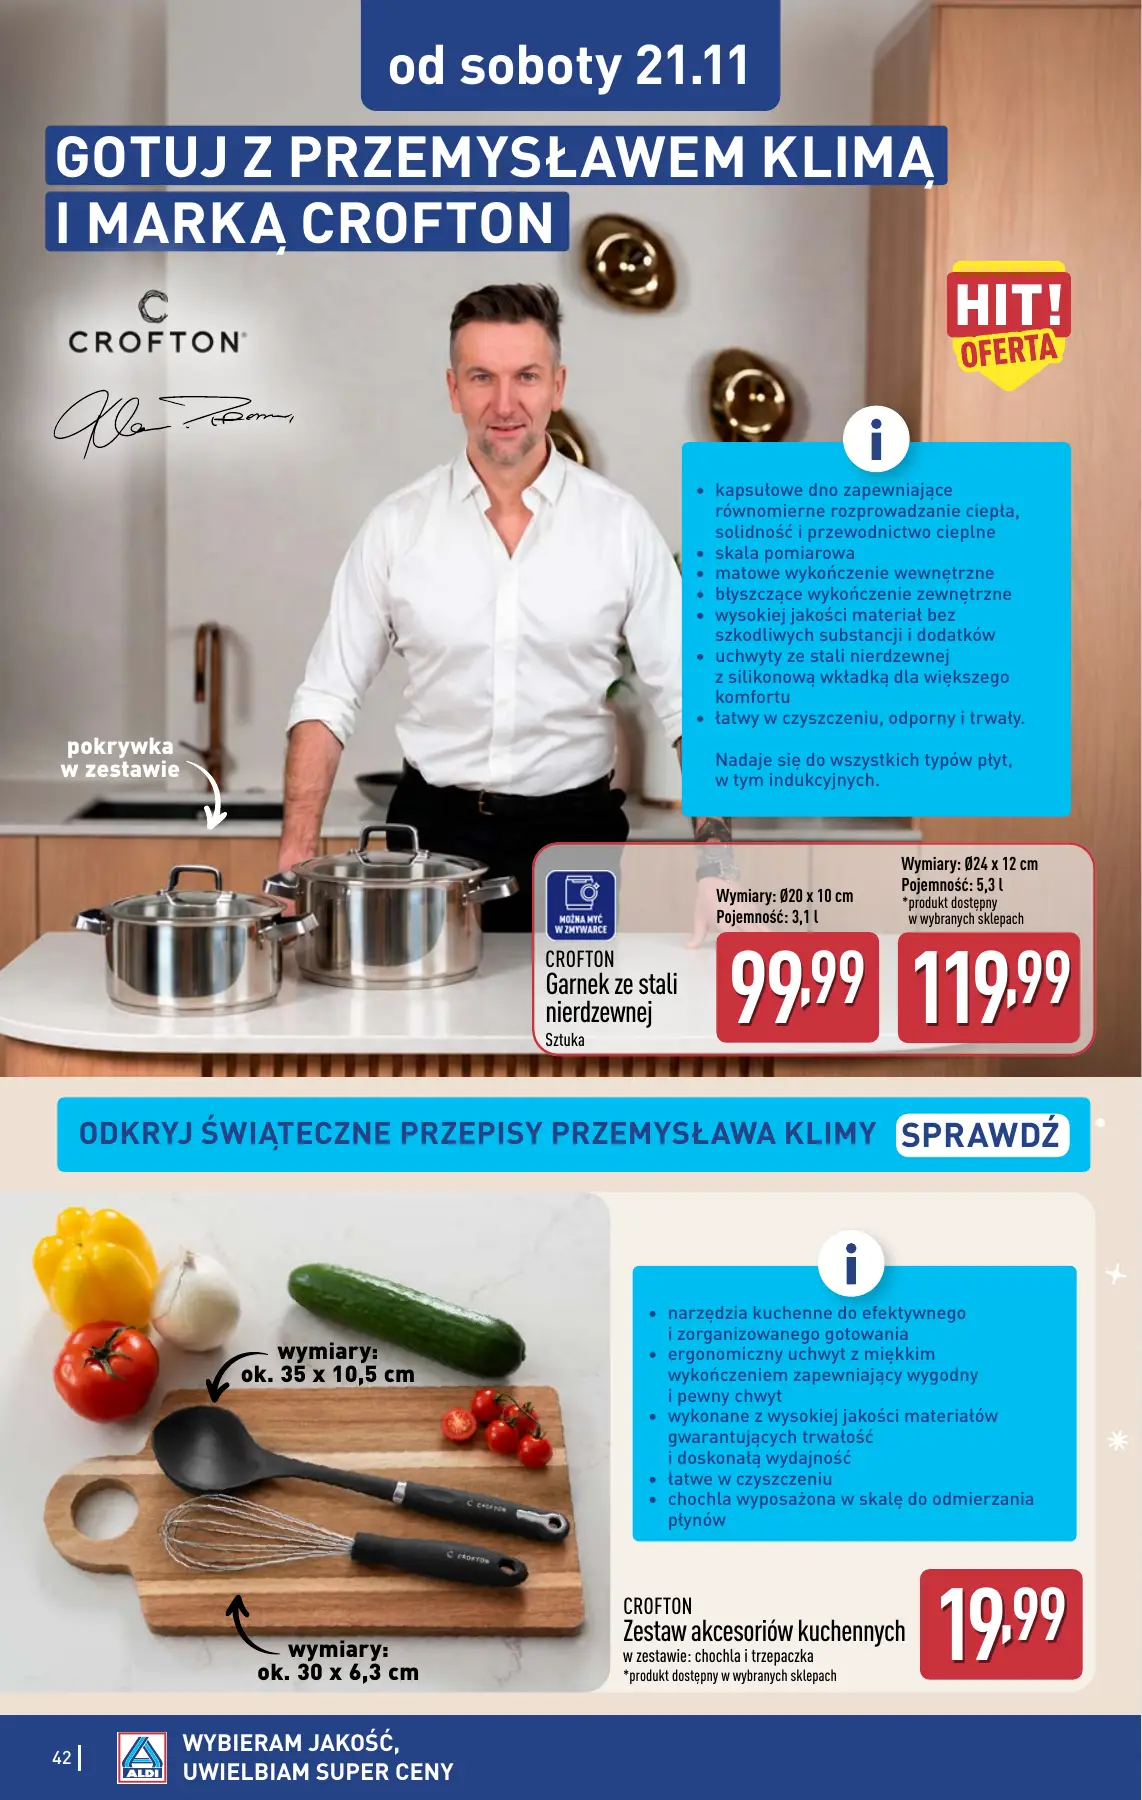 od soboty 21.11
GOTUJ Z PRZEMYSŁAWEM KLIMĄ
I MARKĄ CROFTON
CROFTON
HIT!
OFERTA
i
• kapsułowe dno zapewniające
równomierne rozprowadzanie ciepła,
solidność i przewodnictwo cieplne
• skala pomiarowa
• matowe wykończenie wewnętrzne
• błyszczące wykończenie zewnętrzne
• wysokiej jakości materiał bez
szkodliwych substancji i dodatków
• uchwyty ze stali nierdzewnej
z silikonową wkładką dla większego
komfortu
• łatwy w czyszczeniu, odporny i trwały.
Nadaje się do wszystkich typów płyt,
w tym indukcyjnych.
pokrywka
w zestawie
MOŻNA MYĆ
W ZMYWARCE
CROFTON
Garnek ze stali
nierdzewnej
Sztuka
Wymiary: Ø20 x 10 cm
Pojemność: 3,1 l
99,99
Wymiary: Ø24 x 12 cm
Pojemność: 5,3 l
*produkt dostępny
w wybranych sklepach
119,99
ODKRYJ ŚWIĄTECZNE PRZEPISY PRZEMYSŁAWA KLIMY SPRAWDŹ
wymiary:
ok. 35 x 10,5 cm
CROFTON
CROFTON
wymiary:
ok. 30 x 6,3 cm
i
• narzędzia kuchenne do efektywnego
i zorganizowanego gotowania
• ergonomiczny uchwyt z miękkim
wykończeniem zapewniający wygodny
i pewny chwyt
• wykonane z wysokiej jakości materiałów
gwarantujących trwałość
i doskonałą wydajność
• łatwe w czyszczeniu
• chochla wyposażona w skalę do odmierzania
płynów
CROFTON
Zestaw akcesoriów kuchennych
w zestawie: chochla i trzepaczka
*produkt dostępny w wybranych sklepach
19,99
42
ALDI
WYBIERAM JAKOŚĆ,
UWIELBIAM SUPER CENY